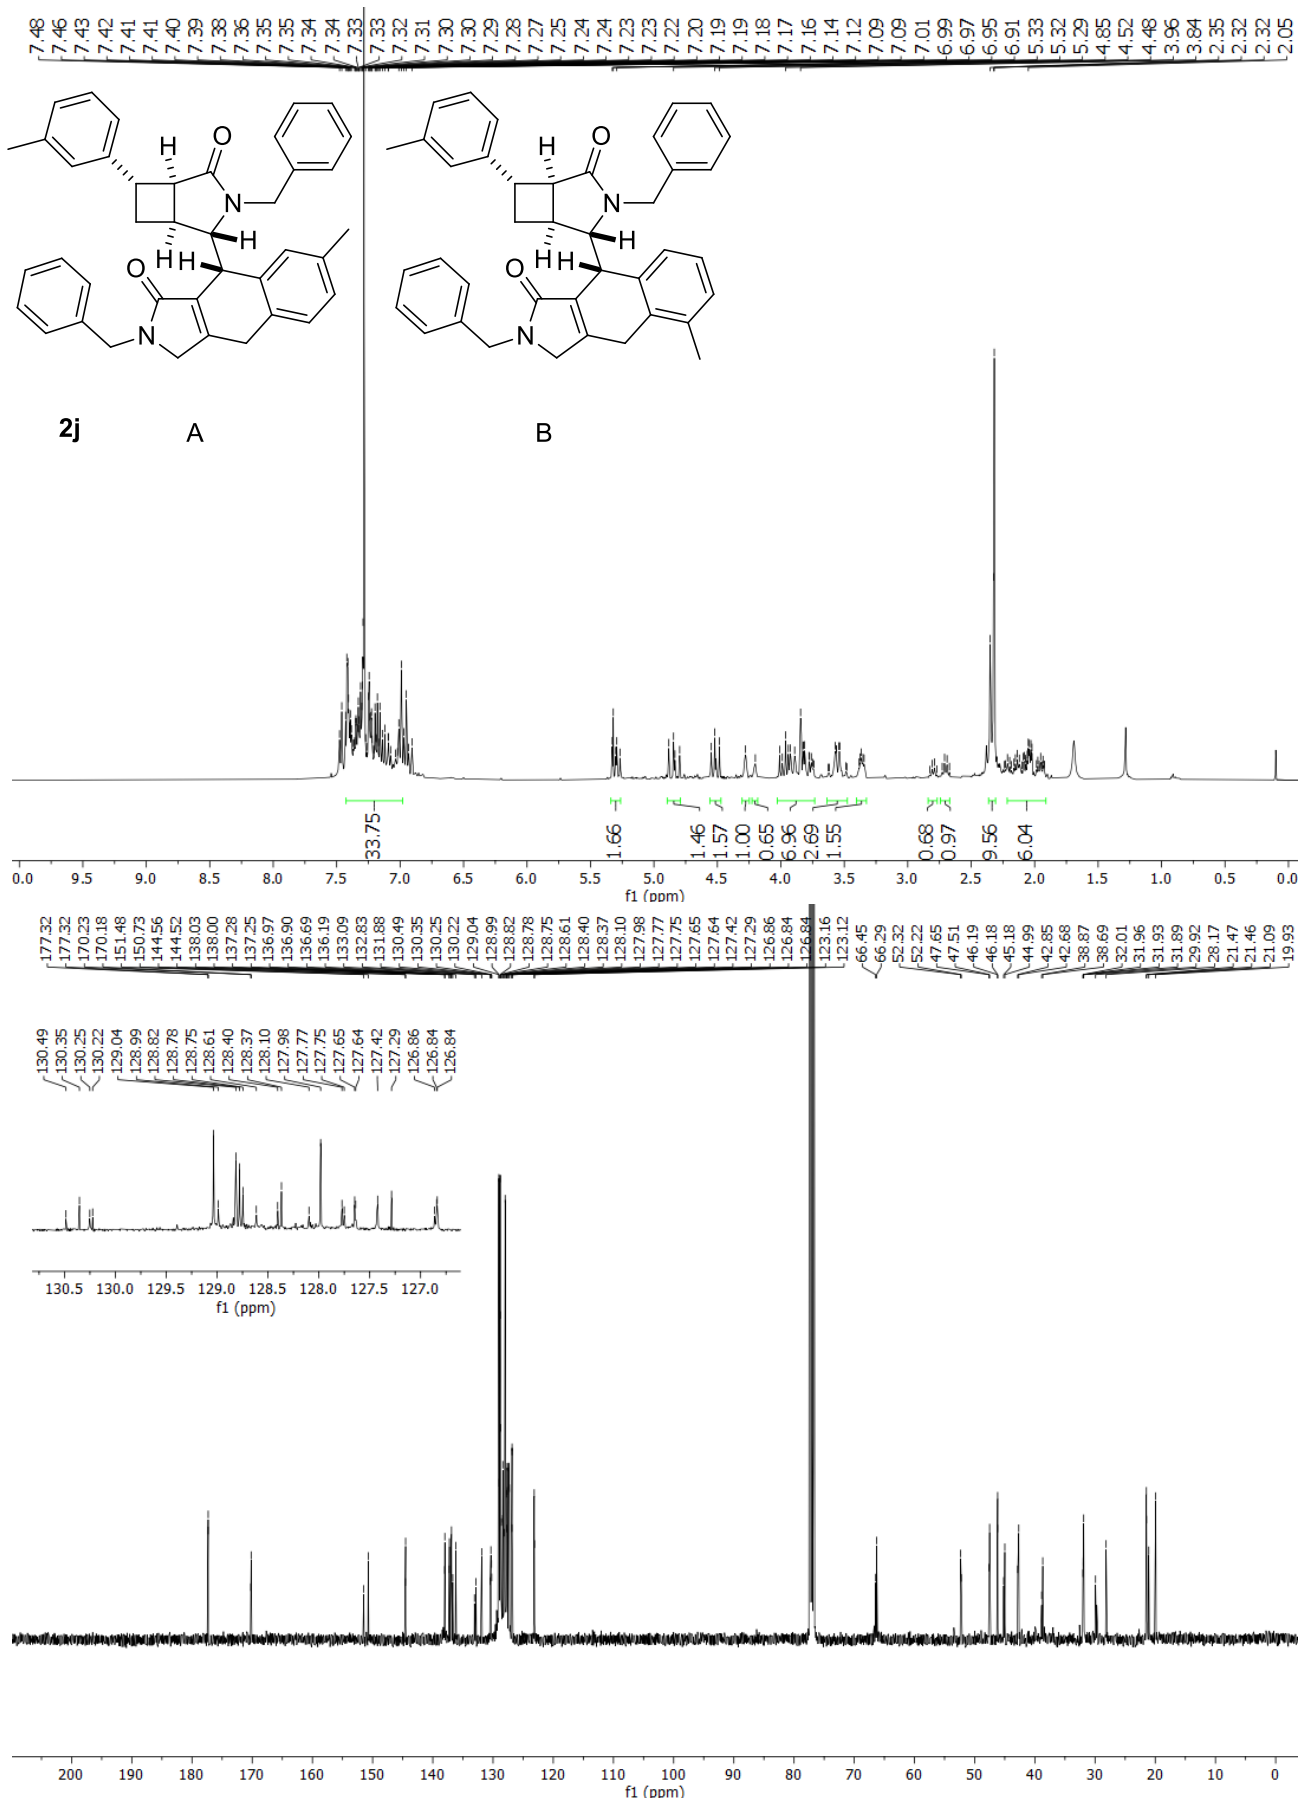 7.48 7.46 7.43 7.42 7.41 7.41 7.40 7.39 7.38 7.36 7.35 7.35 7.34 7.34 7.33 7.33 7.32 7.31 7.30 7.30 7.29 7.28 7.27 7.25 7.24 7.24 7.23 7.23 7.22 7.20 7.19 7.19 7.18 7.17 7.16 7.14 7.12 7.09 7.09 7.01 6.99 6.97 6.95 6.91 5.33 5.32 5.29 4.85 4.52 4.48 3.96 3.84 2.35 2.32 2.32 2.05
H O
N
H
H H
O
N
H O
N
H
H H
O
N
2j A B
33.75 1.66 1.46 1.57 1.00 0.65 6.96 2.69 1.55 0.68 0.97 9.56 6.04
0.0 9.5 9.0 8.5 8.0 7.5 7.0 6.5 6.0 5.5 5.0 4.5 4.0 3.5 3.0 2.5 2.0 1.5 1.0 0.5 0.0
f1 (ppm)
177.32 177.32 170.23 170.18 151.48 150.73 144.56 144.52 138.03 138.00 137.28 137.25 136.97 136.90 136.69 136.19 133.09 132.83 131.88 130.49 130.35 130.25 130.22 129.04 128.99 128.82 128.78 128.75 128.61 128.40 128.37 128.10 127.98 127.77 127.75 127.65 127.64 127.42 127.29 126.86 126.84 126.84 123.16 123.12 66.45 66.29 52.32 52.22 47.65 47.51 46.19 46.18 45.18 44.99 42.85 42.68 38.87 38.69 32.01 31.96 31.93 31.89 29.92 28.17 21.47 21.46 21.09 19.93
130.49 130.35 130.25 130.22 129.04 128.99 128.82 128.78 128.75 128.61 128.40 128.37 128.10 127.98 127.77 127.75 127.65 127.64 127.42 127.29 126.86 126.84 126.84
130.5 130.0 129.5 129.0 128.5 128.0 127.5 127.0
f1 (ppm)
200 190 180 170 160 150 140 130 120 110 100 90 80 70 60 50 40 30 20 10 0
f1 (ppm)